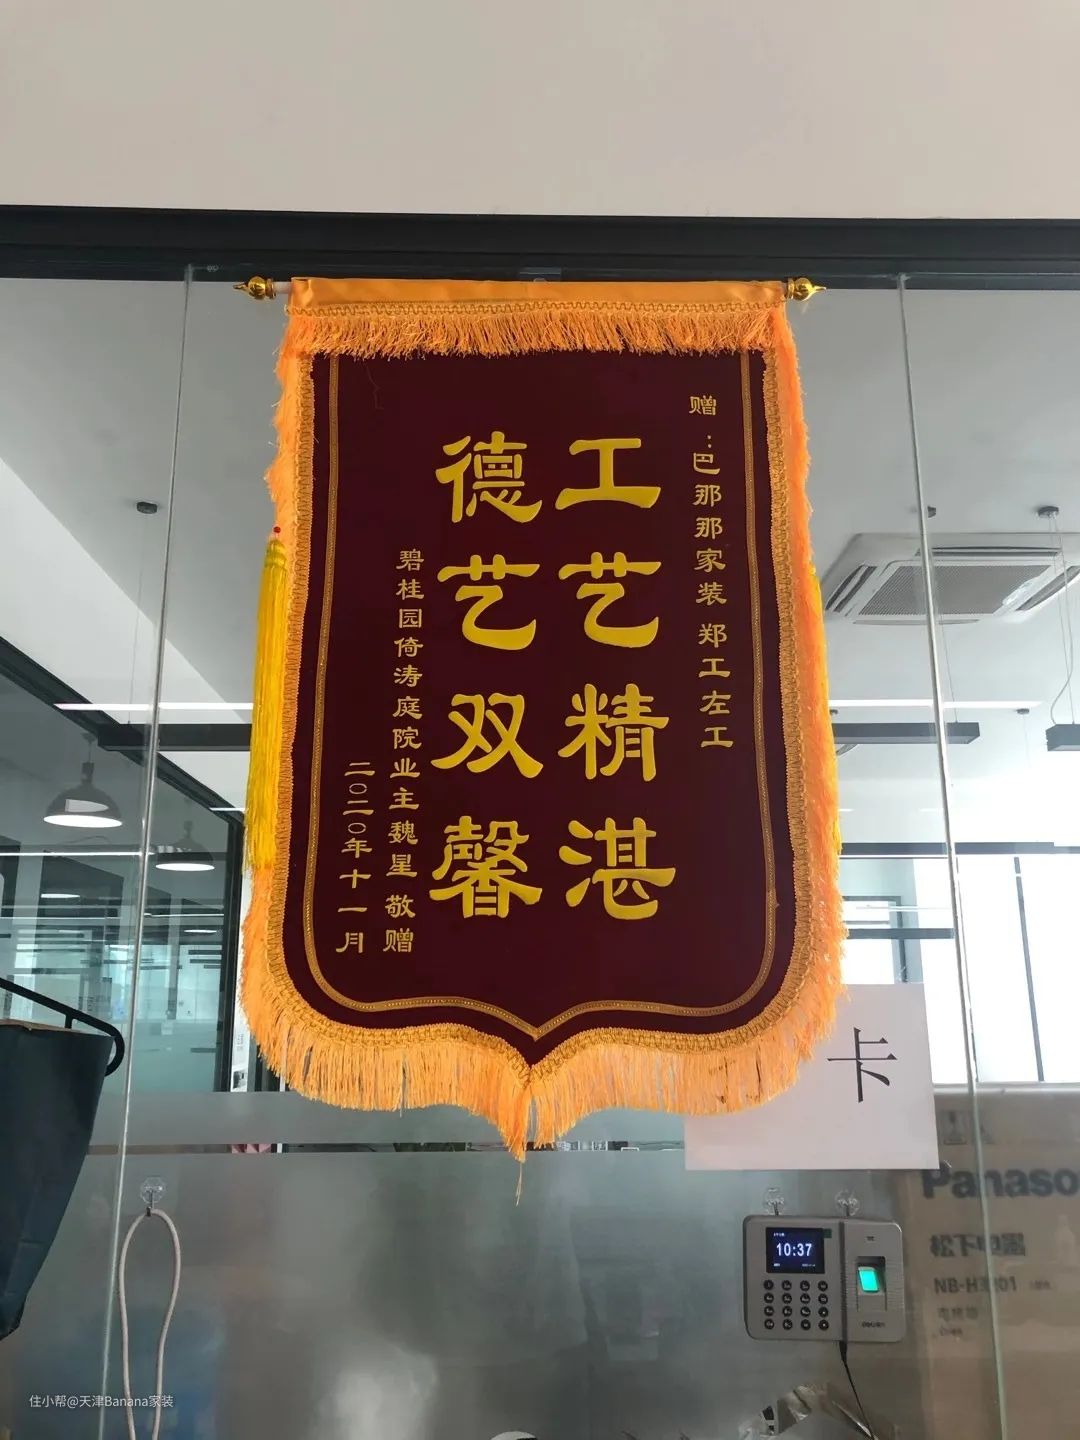 赠：巴那那家装 郑工左工
工艺精湛
德艺双馨
碧桂园倚涛庭院业主魏星 敬赠
二〇二〇年十一月
卡
Panaso
松下电器
10:37
住小帮@天津Banana家装